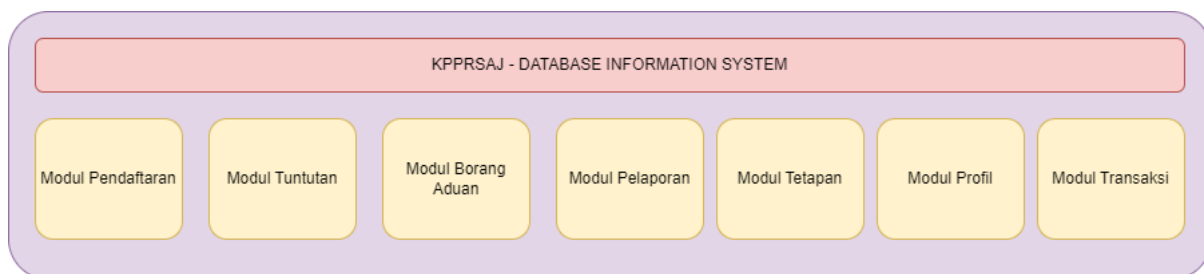 KPPRSAJ - DATABASE INFORMATION SYSTEM
Modul Pendaftaran
Modul Tuntutan
Modul Borang
Aduan
Modul Pelaporan
Modul Tetapan
Modul Profil
Modul Transaksi